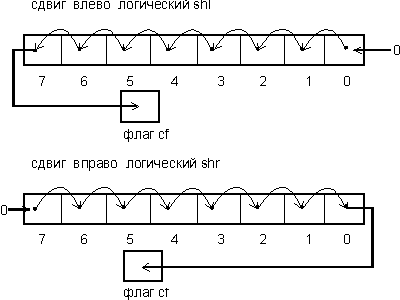 сдвиг влево логический shl
0
7 6 5 4 3 2 1 0
флаг cf
сдвиг вправо логический shr
0
7 6 5 4 3 2 1 0
флаг cf